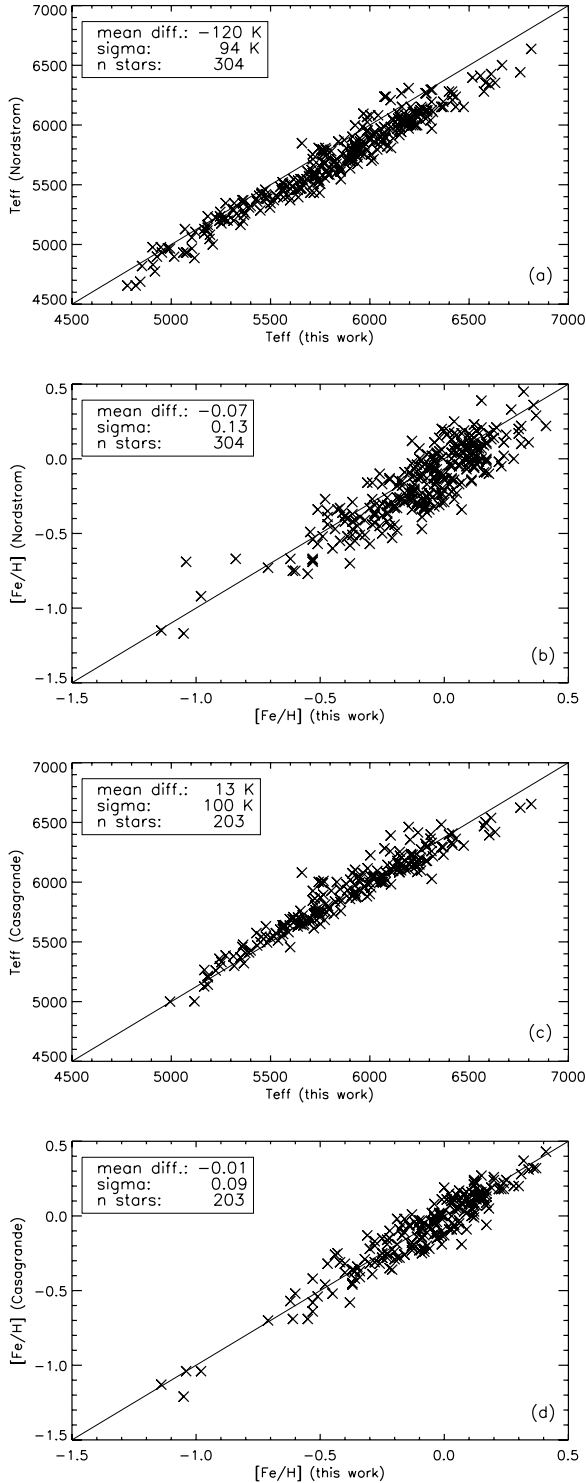 7000
6500
6000
5500
5000
4500
Teff (Nordstrom)
mean diff.: −120 K
sigma: 94 K
n stars: 304
(a)
4500 5000 5500 6000 6500 7000
Teff (this work)
0.5
0.0
−0.5
−1.0
−1.5
[Fe/H] (Nordstrom)
mean diff.: −0.07
sigma: 0.13
n stars: 304
(b)
−1.5 −1.0 −0.5 0.0 0.5
[Fe/H] (this work)
7000
6500
6000
5500
5000
4500
Teff (Casagrande)
mean diff.: 13 K
sigma: 100 K
n stars: 203
(c)
4500 5000 5500 6000 6500 7000
Teff (this work)
0.5
0.0
−0.5
−1.0
−1.5
[Fe/H] (Casagrande)
mean diff.: −0.01
sigma: 0.09
n stars: 203
(d)
−1.5 −1.0 −0.5 0.0 0.5
[Fe/H] (this work)